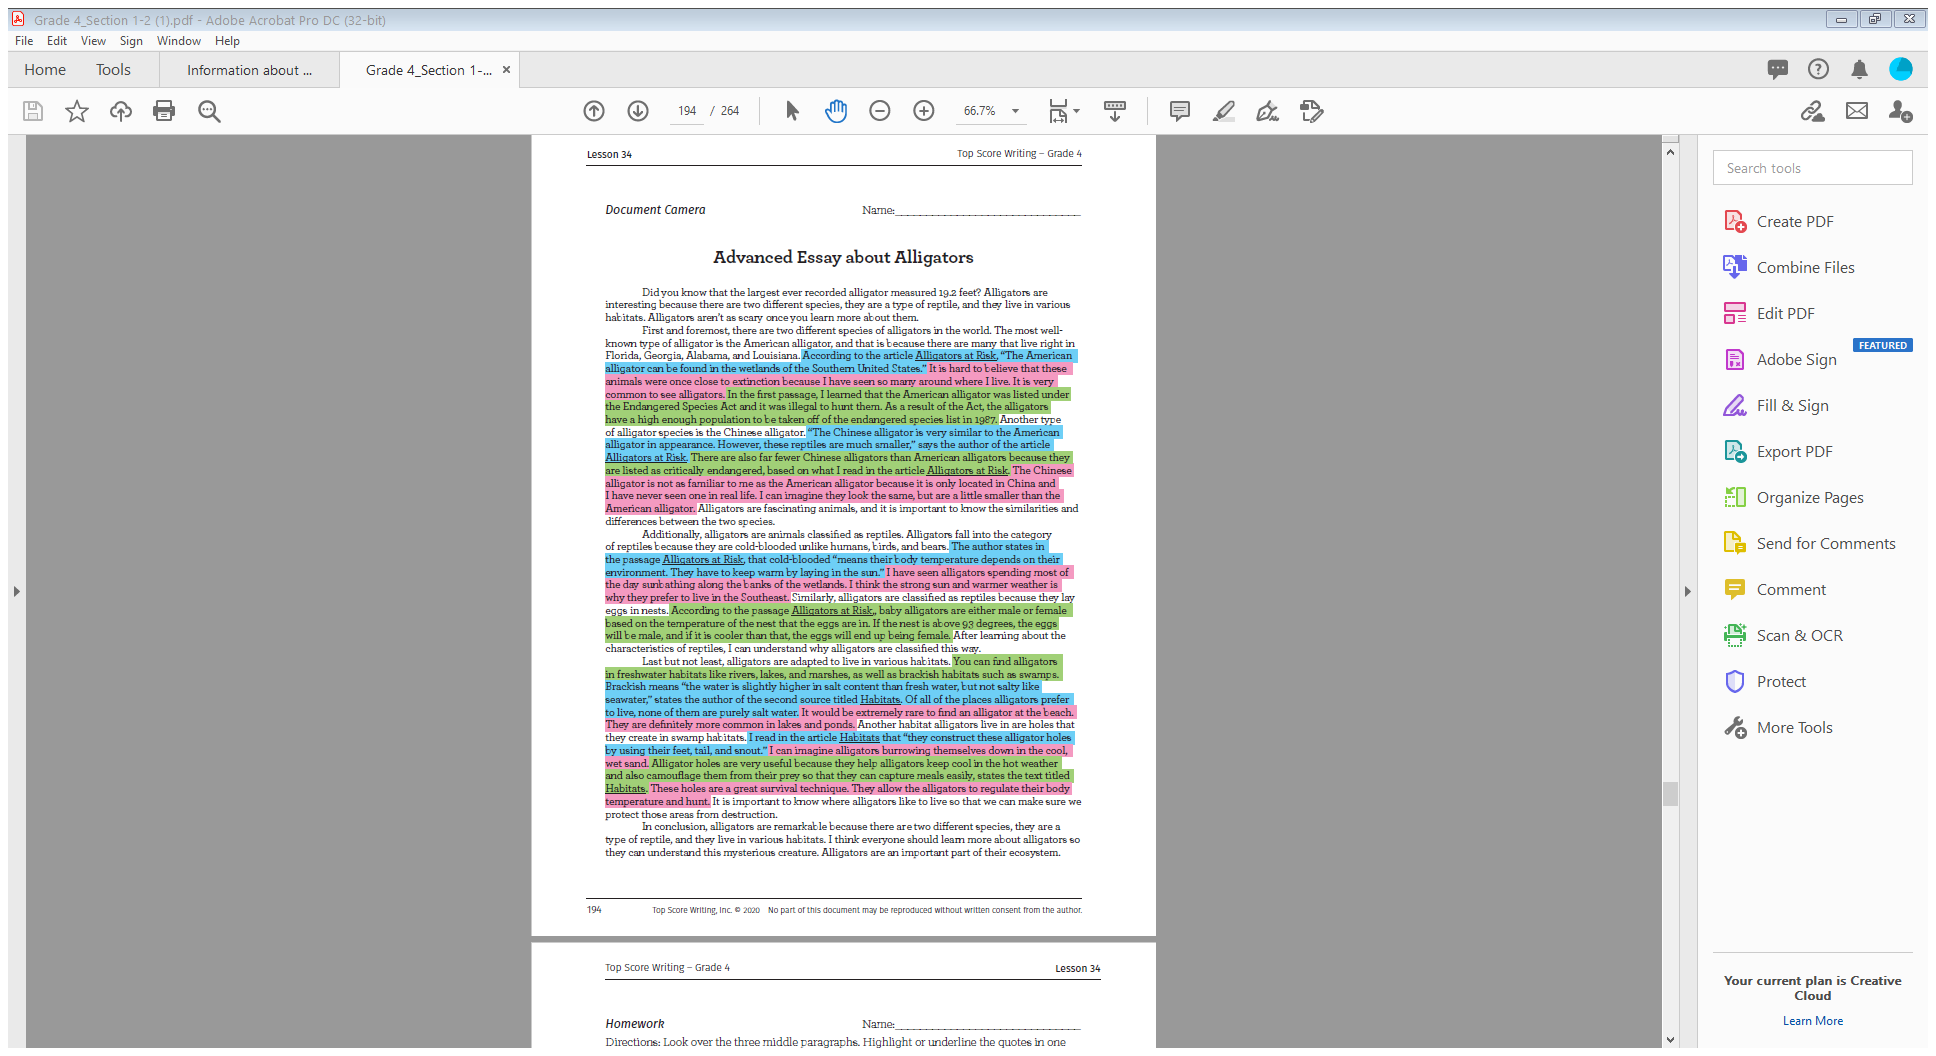 Grade 4_Section 1-2 (1).pdf - Adobe Acrobat Pro DC (32-bit)
File Edit View Sign Window Help
Home Tools Information about ... Grade 4_Section 1-...
194 / 264 66.7%
Lesson 34 Top Score Writing – Grade 4
Document Camera Name:
Advanced Essay about Alligators
Did you know that the largest ever recorded alligator measured 19.2 feet? Alligators are
interesting because there are two different species, they are a type of reptile, and they live in various
habitats. Alligators aren't as scary once you learn more about them.
First and foremost, there are two different species of alligators in the world. The most well-
known type of alligator is the American alligator, and that is because there are many that live right in
Florida, Georgia, Alabama, and Louisiana. According to the article Alligators at Risk, "The American
alligator can be found in the wetlands of the Southern United States." It is hard to believe that these
animals were once close to extinction because I have seen so many around where I live. It is very
common to see alligators. In the first passage, I learned that the American alligator was listed under
the Endangered Species Act and it was illegal to hunt them. As a result of the Act, the alligators
have a high enough population to be taken off of the endangered species list in 1987. Another type
of alligator species is the Chinese alligator. "The Chinese alligator is very similar to the American
alligator in appearance. However, these reptiles are much smaller," says the author of the article
Alligators at Risk. There are also far fewer Chinese alligators than American alligators because they
are listed as critically endangered, based on what I read in the article Alligators at Risk. The Chinese
alligator is not as familiar to me as the American alligator because it is only located in China and
I have never seen one in real life. I can imagine they look the same, but are a little smaller than the
American alligator. Alligators are fascinating animals, and it is important to know the similarities and
differences between the two species.
Additionally, alligators are animals classified as reptiles. Alligators fall into the category
of reptiles because they are cold-blooded unlike humans, birds, and bears. The author states in
the passage Alligators at Risk, that cold-blooded "means their body temperature depends on their
environment. They have to keep warm by laying in the sun." I have seen alligators spending most of
the day sunbathing along the banks of the wetlands. I think the strong sun and warmer weather is
why they prefer to live in the Southeast. Similarly, alligators are classified as reptiles because they lay
eggs in nests. According to the passage Alligators at Risk,, baby alligators are either male or female
based on the temperature of the nest that the eggs are in. If the nest is above 93 degrees, the eggs
will be male, and if it is cooler than that, the eggs will end up being female. After learning about the
characteristics of reptiles, I can understand why alligators are classified this way.
Last but not least, alligators are adapted to live in various habitats. You can find alligators
in freshwater habitats like rivers, lakes, and marshes, as well as brackish habitats such as swamps.
Brackish means "the water is slightly higher in salt content than fresh water, but not salty like
seawater," states the author of the second source titled Habitats. Of all of the places alligators prefer
to live, none of them are purely salt water. It would be extremely rare to find an alligator at the beach.
They are definitely more common in lakes and ponds. Another habitat alligators live in are holes that
they create in swamp habitats. I read in the article Habitats that "they construct these alligator holes
by using their feet, tail, and snout." I can imagine alligators burrowing themselves down in the cool,
wet sand. Alligator holes are very useful because they help alligators keep cool in the hot weather
and also camouflage them from their prey so that they can capture meals easily, states the text titled
Habitats. These holes are a great survival technique. They allow the alligators to regulate their body
temperature and hunt. It is important to know where alligators like to live so that we can make sure we
protect those areas from destruction.
In conclusion, alligators are remarkable because there are two different species, they are a
type of reptile, and they live in various habitats. I think everyone should learn more about alligators so
they can understand this mysterious creature. Alligators are an important part of their ecosystem.
194 Top Score Writing, Inc. © 2020 No part of this document may be reproduced without written consent from the author.
Top Score Writing – Grade 4 Lesson 34
Homework Name:
Directions: Look over the three middle paragraphs. Highlight or underline the quotes in one
Search tools
Create PDF
Combine Files
Edit PDF
FEATURED
Adobe Sign
Fill & Sign
Export PDF
Organize Pages
Send for Comments
Comment
Scan & OCR
Protect
More Tools
Your current plan is Creative
Cloud
Learn More